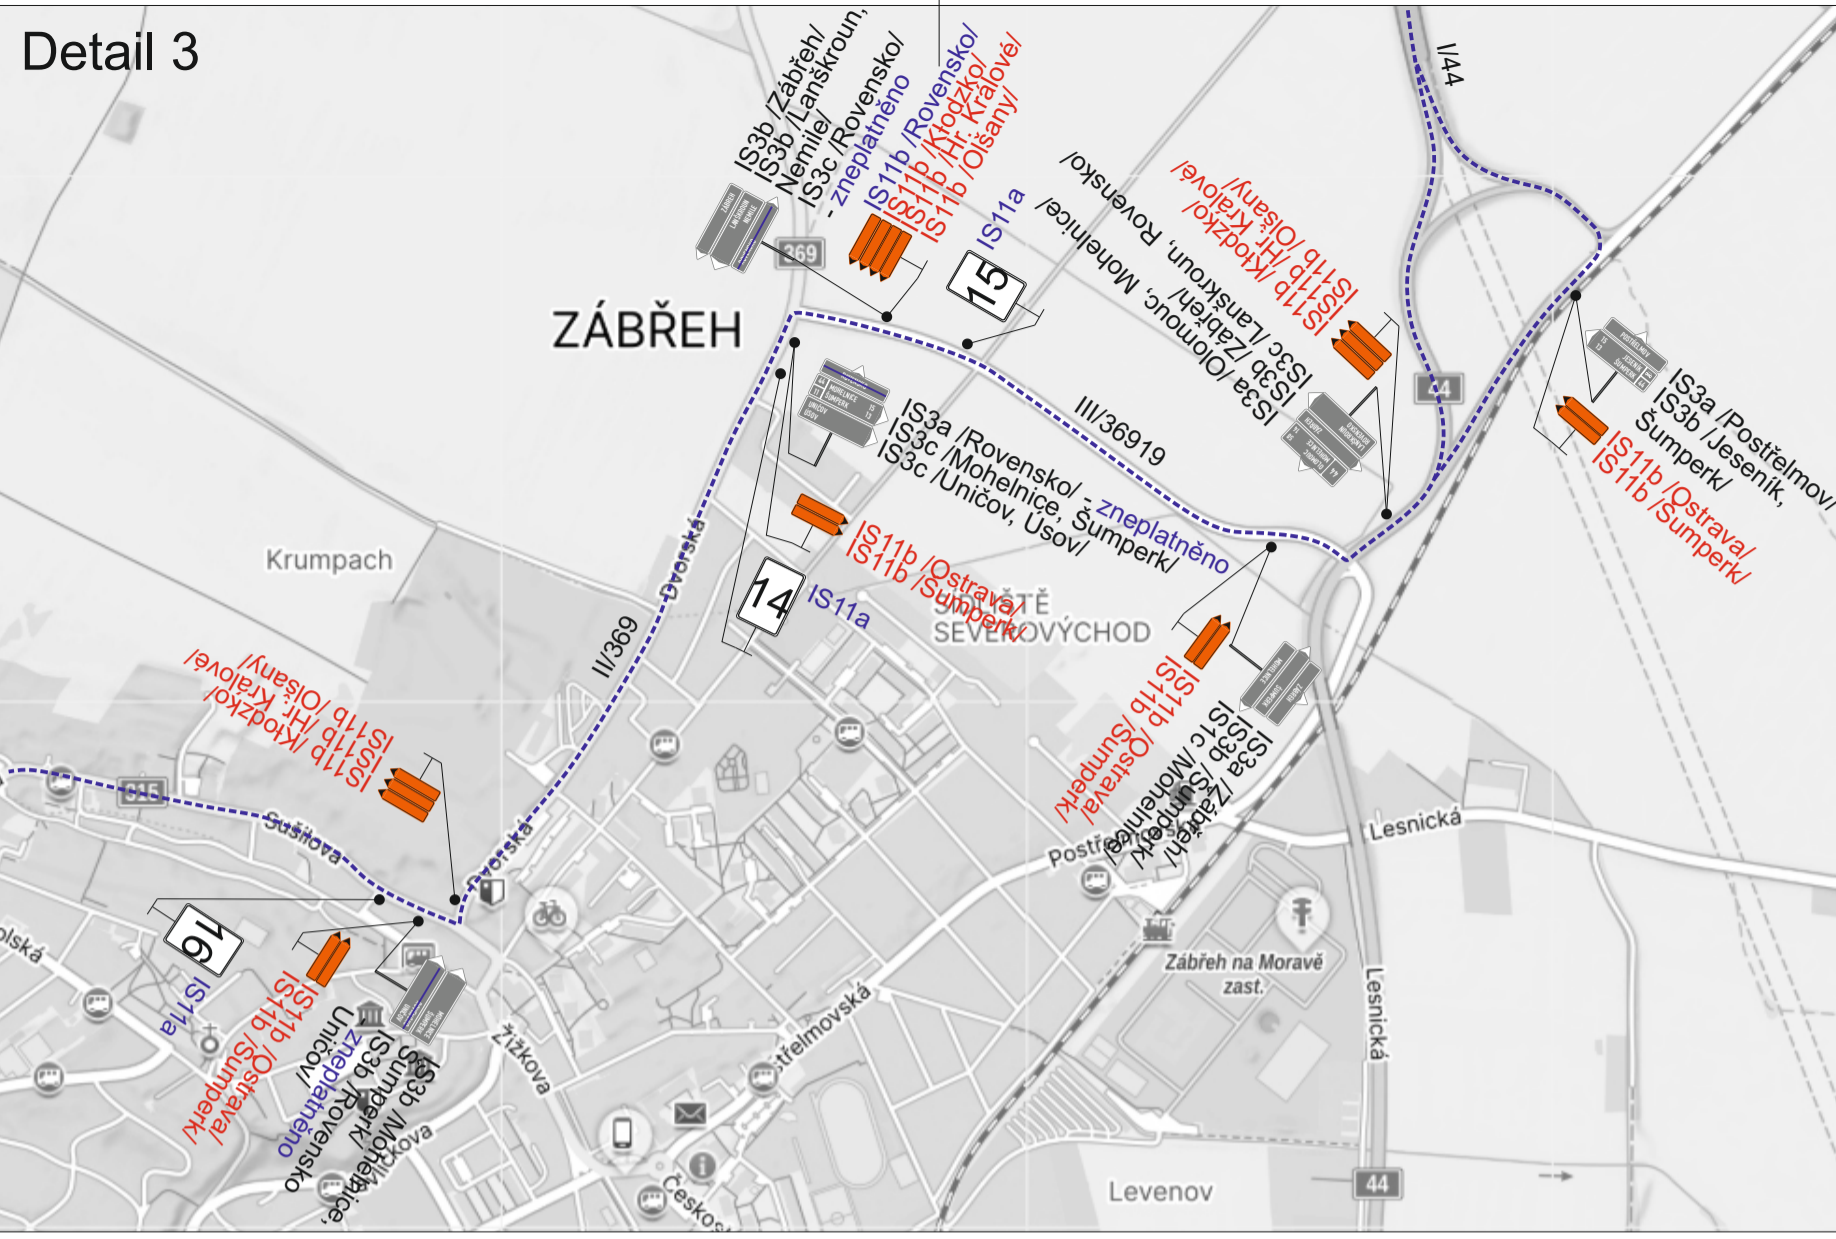 Detail 3
IS3b /Zábřeh/
IS3b /Lanškroun,
Nemile/
IS3c /Rovensko/
- zneplatněno
IS11b /Rovensko/
IS11b /Kłodzko/
IS11b /Hr. Králové/
IS11b /Olšany/
15
IS11a
369
ZÁBŘEH
IS3a /Olomouc, Mohelnice/
IS3b /Zábřeh/
IS3c /Lanškroun, Rovensko/
IS11b /Kłodzko/
IS11b /Hr. Králové/
IS11b /Olšany/
I/44
44
III/36919
IS3a /Postřelmov/
IS3b /Jeseník,
Šumperk/
IS11b /Ostrava/
IS11b /Šumperk/
IS3a /Rovensko/ - zneplatněno
IS3c /Mohelnice, Šumperk/
IS3c /Uničov, Usov/
IS11b /Ostrava/
IS11b /Šumperk/
14
IS11a
Krumpach
Dvorská
II/369
SÍDLIŠTĚ
SEVEROVÝCHOD
IS11b /Ostrava/
IS11b /Šumperk/
IS3a /Zábřeh/
IS3b /Šumperk/
IS1c /Mohelnice/
IS11b /Kłodzko/
IS11b /Hr. Králové/
IS11b /Olšany/
315
Sušilova
Dvorská
16
IS11a
IS11b /Ostrava/
IS11b /Šumperk/
IS3b /Mohelnice,
Šumperk/
IS3b /Rovensko
zneplatněno
Uničov/
Žižkova
Lesnická
Zábřeh na Moravě
zast.
Lesnická
Levenov
44